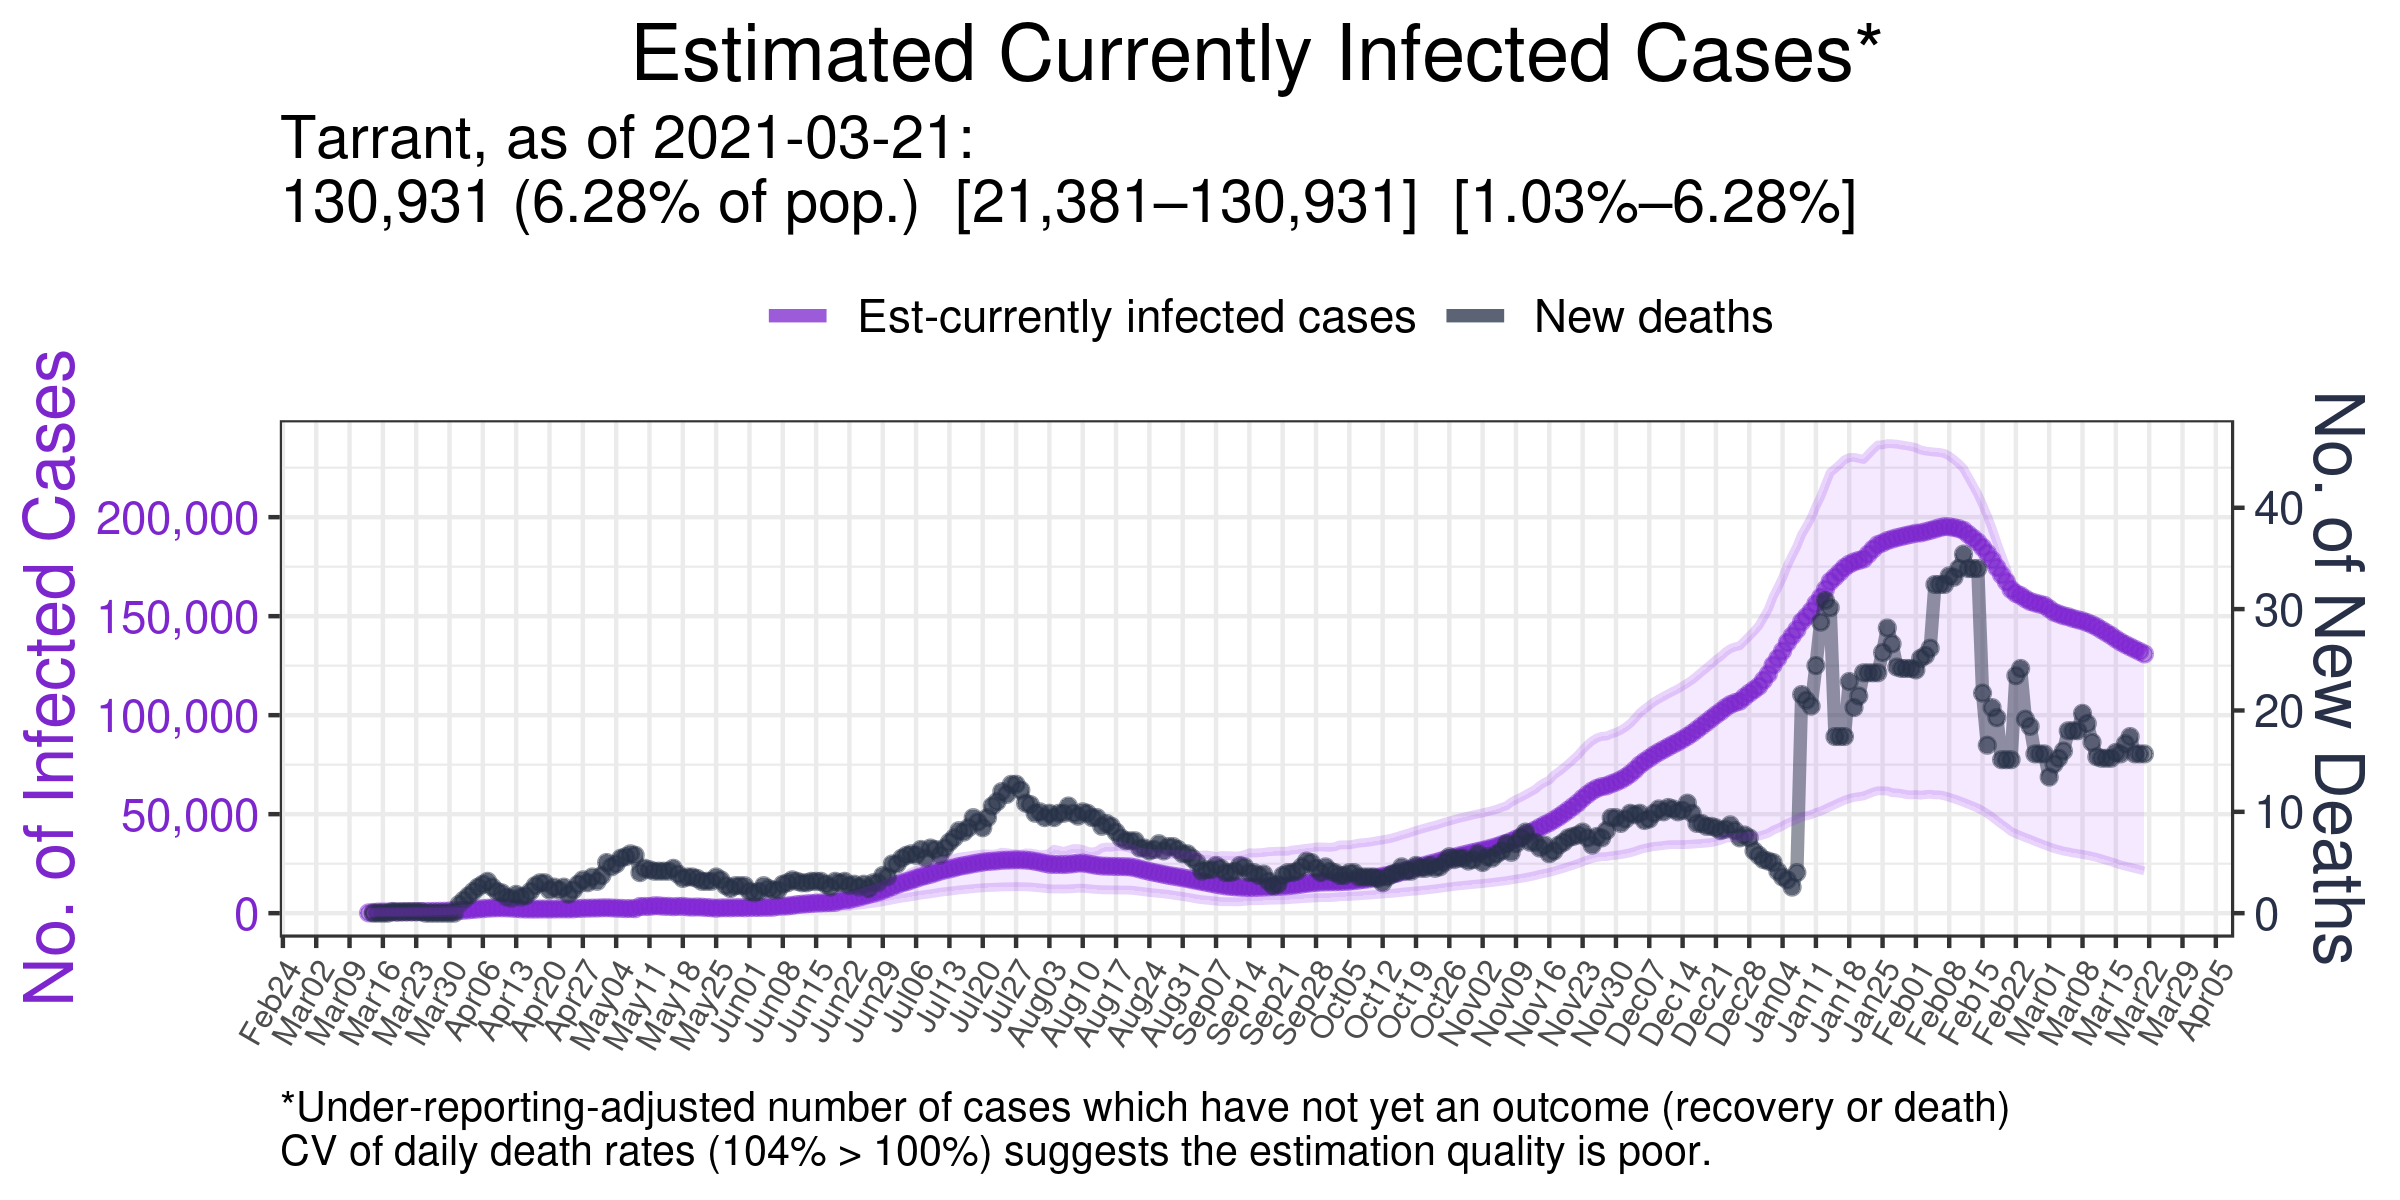 Estimated Currently Infected Cases*
Tarrant, as of 2021-03-21:
130,931 (6.28% of pop.) [21,381–130,931] [1.03%–6.28%]
Est-currently infected cases New deaths
No. of Infected Cases
200,000
150,000
100,000
50,000
0
40
30
20
10
0
No. of New Deaths
Feb24 Mar02 Mar09 Mar16 Mar23 Mar30 Apr06 Apr13 Apr20 Apr27 May04 May11 May18 May25 Jun01 Jun08 Jun15 Jun22 Jun29 Jul06 Jul13 Jul20 Jul27 Aug03 Aug10 Aug17 Aug24 Aug31 Sep07 Sep14 Sep21 Sep28 Oct05 Oct12 Oct19 Oct26 Nov02 Nov09 Nov16 Nov23 Nov30 Dec07 Dec14 Dec21 Dec28 Jan04 Jan11 Jan18 Jan25 Feb01 Feb08 Feb15 Feb22 Mar01 Mar08 Mar15 Mar22 Mar29 Apr05
*Under-reporting-adjusted number of cases which have not yet an outcome (recovery or death)
CV of daily death rates (104% > 100%) suggests the estimation quality is poor.